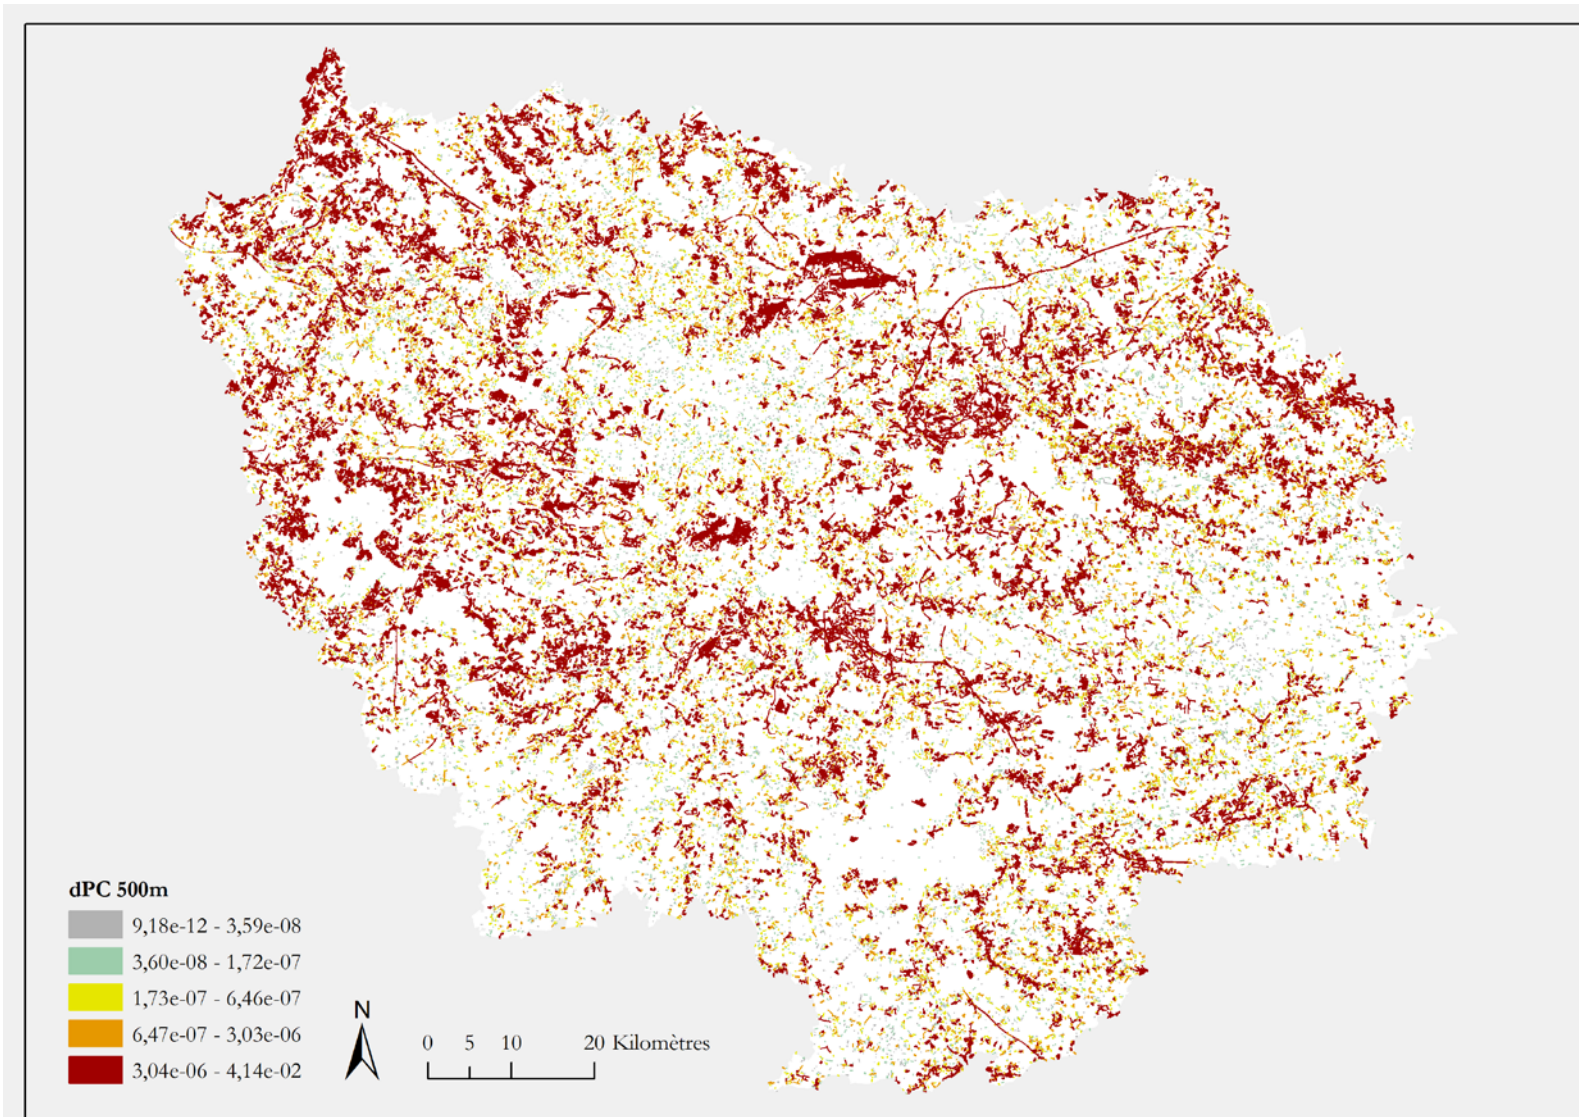 dPC 500m
9,18e-12 - 3,59e-08
3,60e-08 - 1,72e-07
1,73e-07 - 6,46e-07
6,47e-07 - 3,03e-06
3,04e-06 - 4,14e-02
N
0 5 10 20 Kilomètres